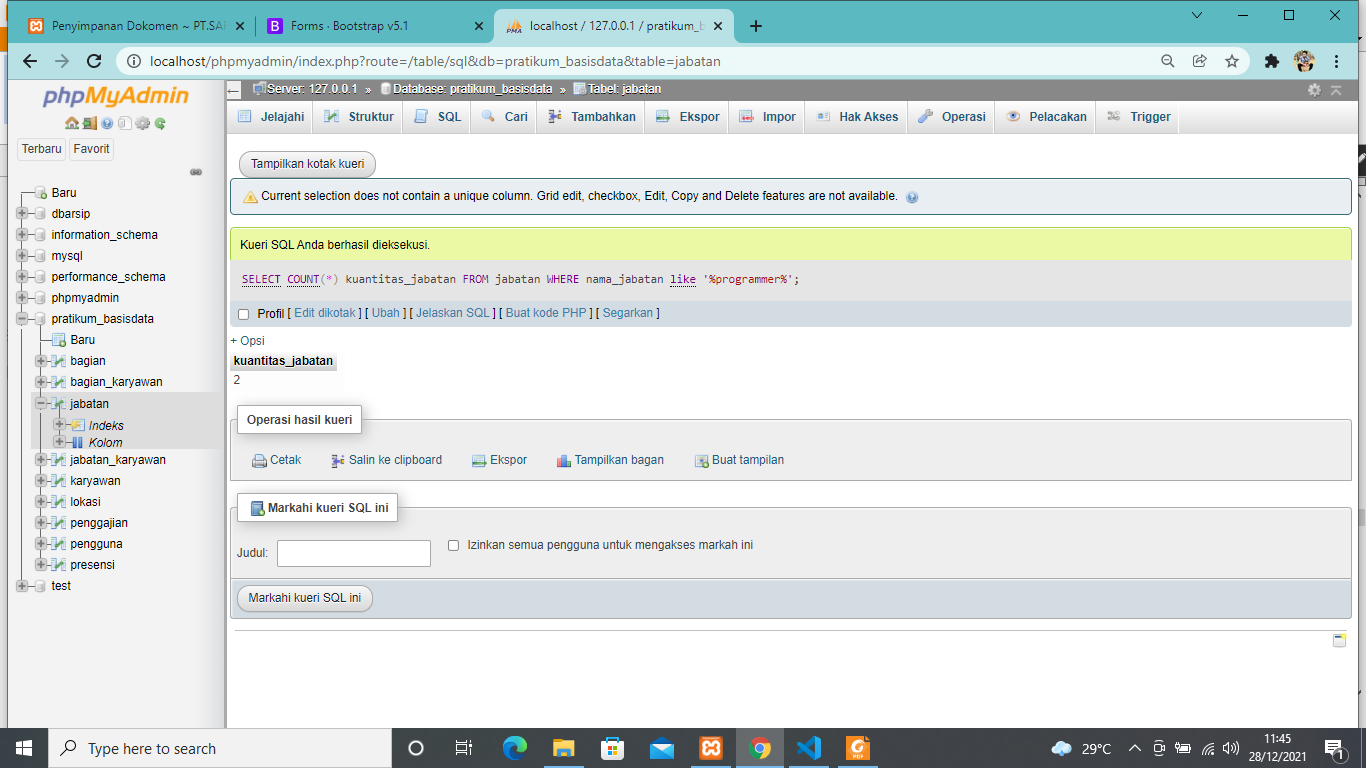 Penyimpanan Dokomen ~ PT.SAF
Forms · Bootstrap v5.1
localhost / 127.0.0.1 / pratikum_b
localhost/phpmyadmin/index.php?route=/table/sql&db=pratikum_basisdata&table=jabatan
phpMyAdmin
Terbaru Favorit
Baru
dbarsip
information_schema
mysql
performance_schema
phpmyadmin
pratikum_basisdata
Baru
bagian
bagian_karyawan
jabatan
Indeks
Kolom
jabatan_karyawan
karyawan
lokasi
penggajian
pengguna
presensi
test
Server: 127.0.0.1 » Database: pratikum_basisdata » Tabel: jabatan
Jelajahi Struktur SQL Cari Tambahkan Ekspor Impor Hak Akses Operasi Pelacakan Trigger
Tampilkan kotak kueri
Current selection does not contain a unique column. Grid edit, checkbox, Edit, Copy and Delete features are not available.
Kueri SQL Anda berhasil dieksekusi.
SELECT COUNT(*) kuantitas_jabatan FROM jabatan WHERE nama_jabatan like '%programmer%';
Profil [ Edit dikotak ] [ Ubah ] [ Jelaskan SQL ] [ Buat kode PHP ] [ Segarkan ]
+ Opsi
kuantitas_jabatan
2
Operasi hasil kueri
Cetak Salin ke clipboard Ekspor Tampilkan bagan Buat tampilan
Markahi kueri SQL ini
Judul:
Izinkan semua pengguna untuk mengakses markah ini
Markahi kueri SQL ini
Type here to search
29°C
11:45
28/12/2021
1